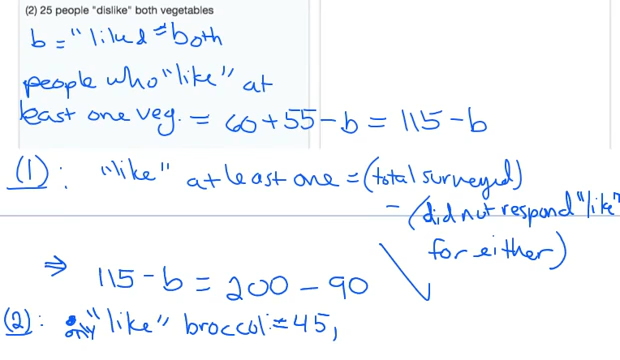 (2) 25 people "dislike" both vegetables
b = "liked" both
people who "like" at
least one veg. = 60+55-b = 115-b
(1): "like" at least one = (total surveyed)
- (did not respond "like"
for either)
⇒ 115-b = 200-90
(2): only "like" broccoli = 45,